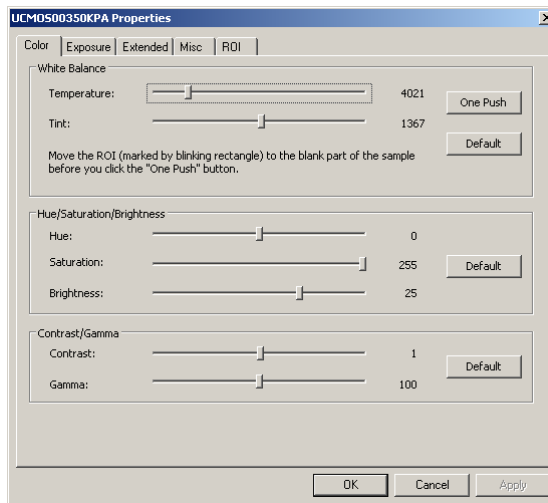 UCMOS00350KPA Properties
Color Exposure Extended Misc ROI
White Balance
Temperature: 4021 One Push
Tint: 1367
Default
Move the ROI (marked by blinking rectangle) to the blank part of the sample
before you click the "One Push" button.
Hue/Saturation/Brightness
Hue: 0
Saturation: 255 Default
Brightness: 25
Contrast/Gamma
Contrast: 1
Default
Gamma: 100
OK Cancel Apply